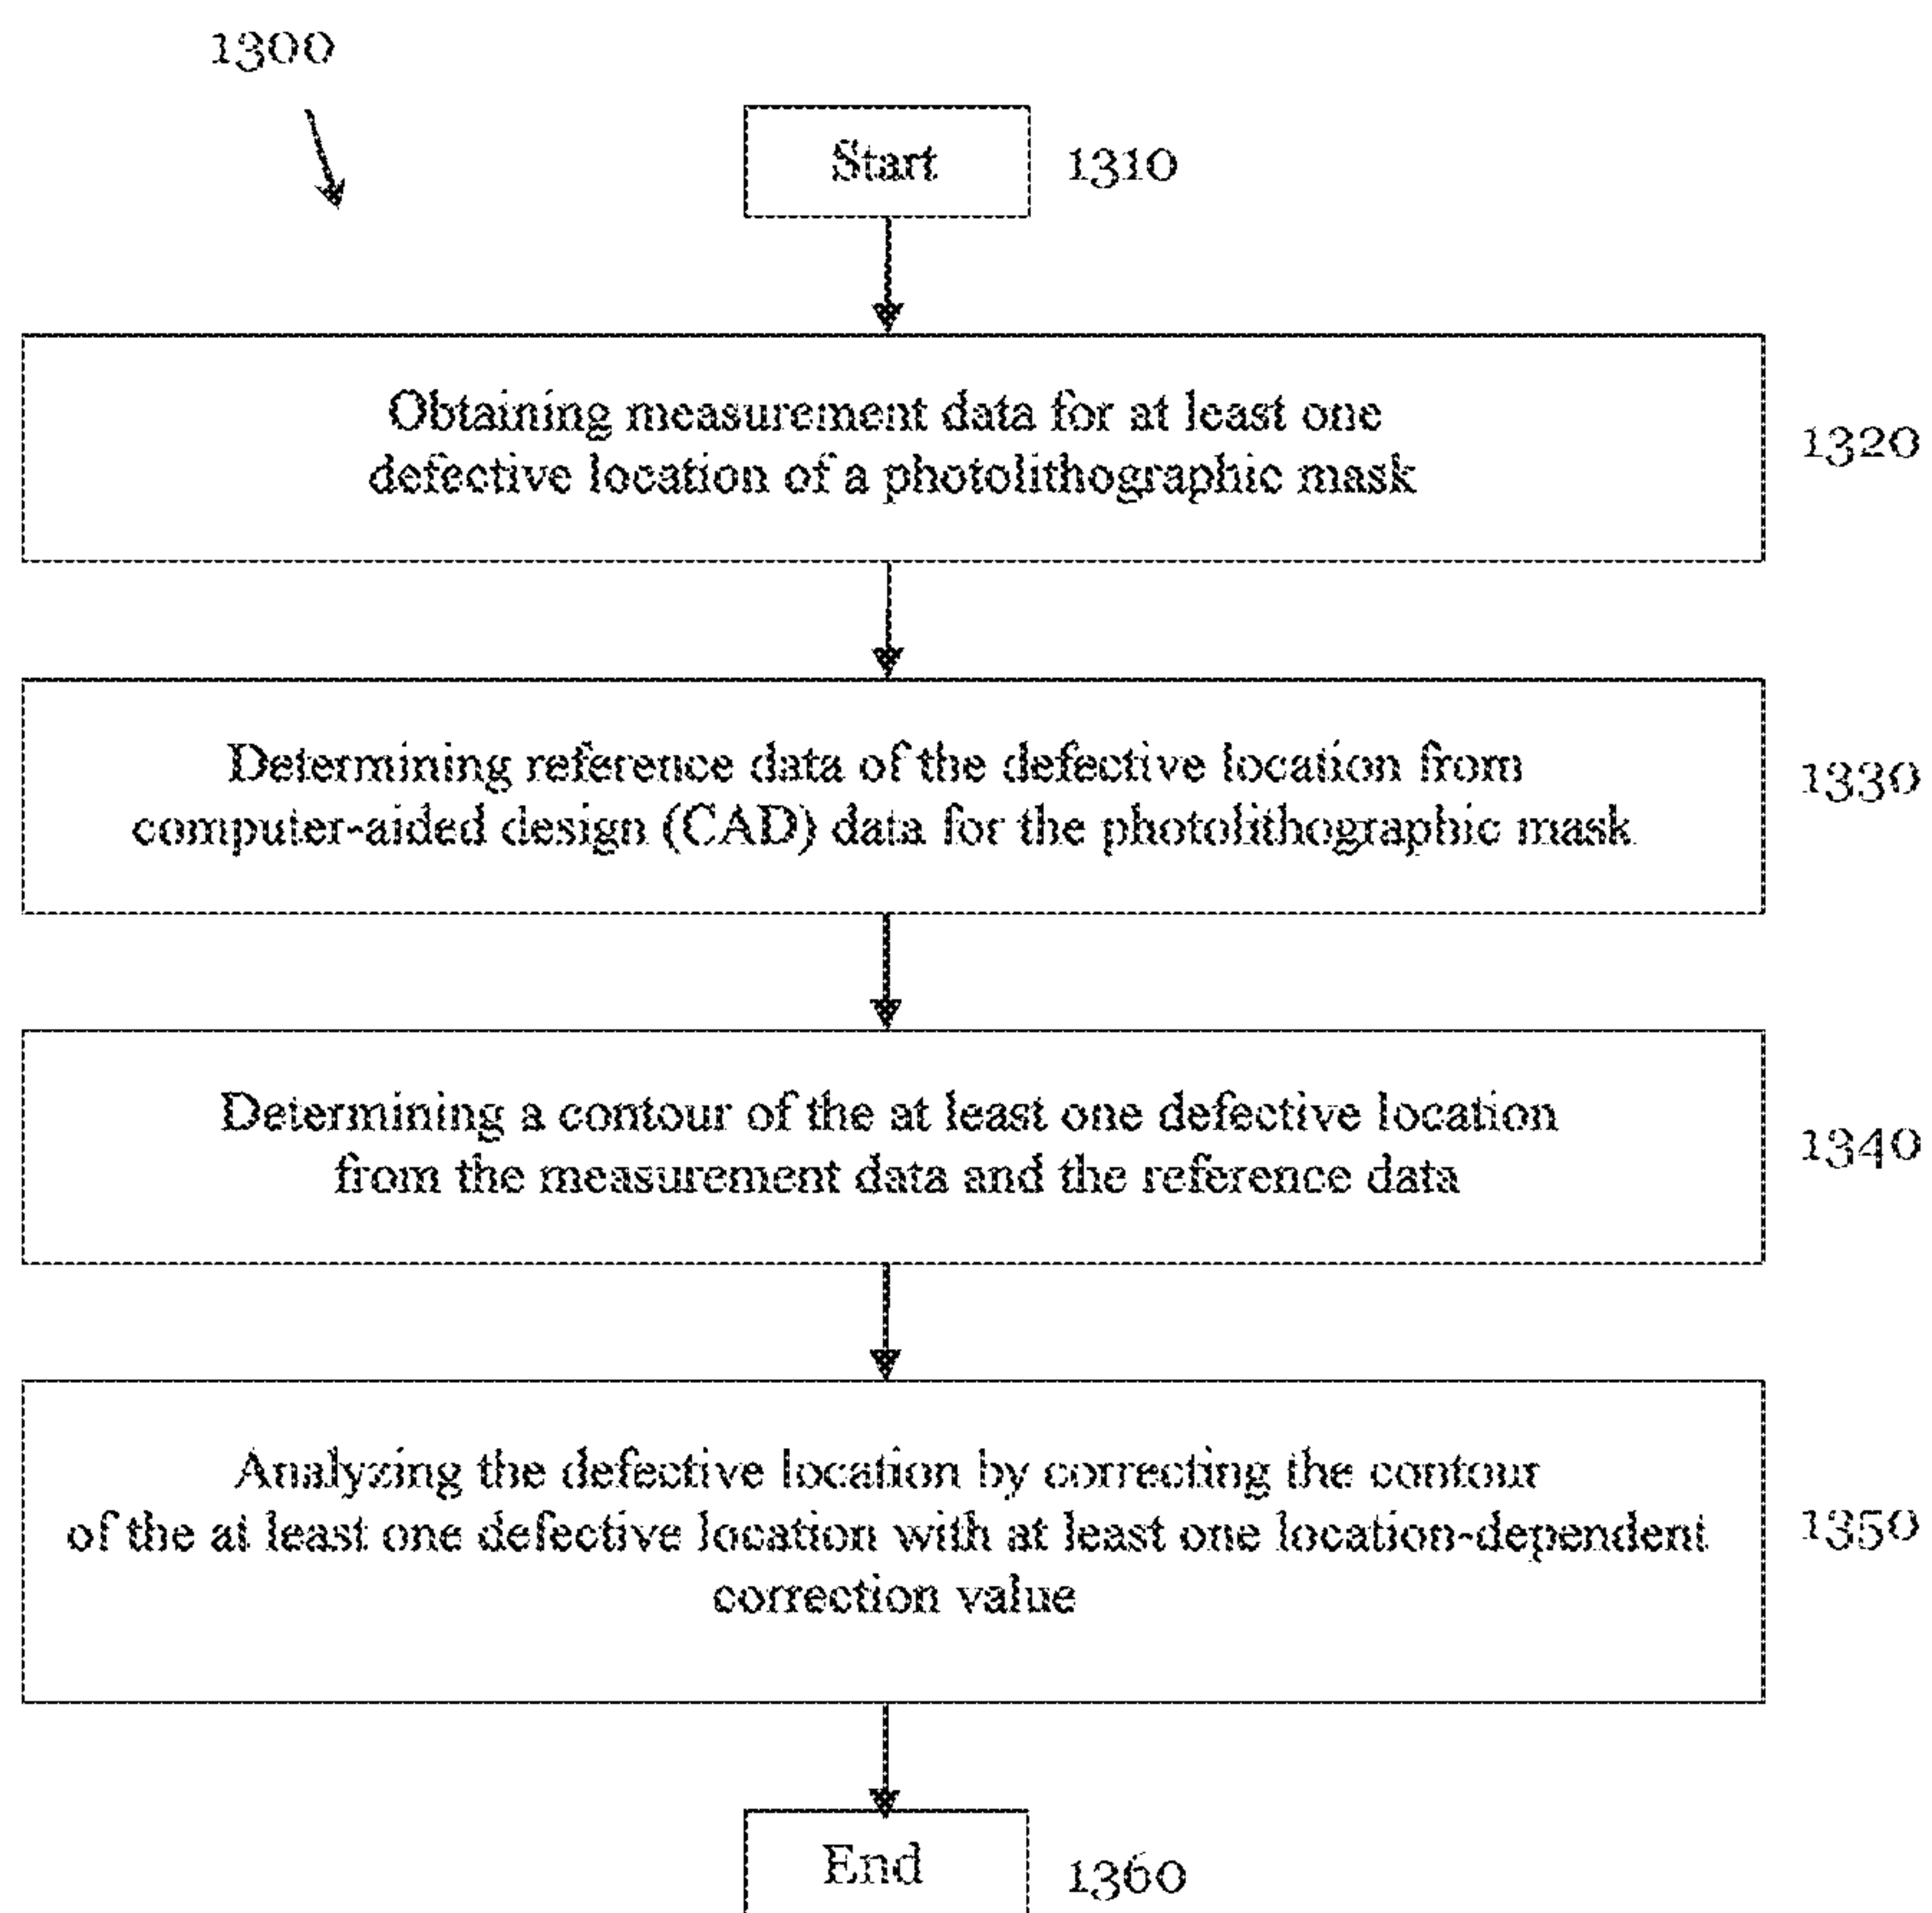 1300
Start
1310
Obtaining measurement data for at least one
defective location of a photolithographic mask
1320
Determining reference data of the defective location from
computer-aided design (CAD) data for the photolithographic mask
1330
Determining a contour of the at least one defective location
from the measurement data and the reference data
1340
Analyzing the defective location by correcting the contour
of the at least one defective location with at least one location-dependent
correction value
1350
End
1360